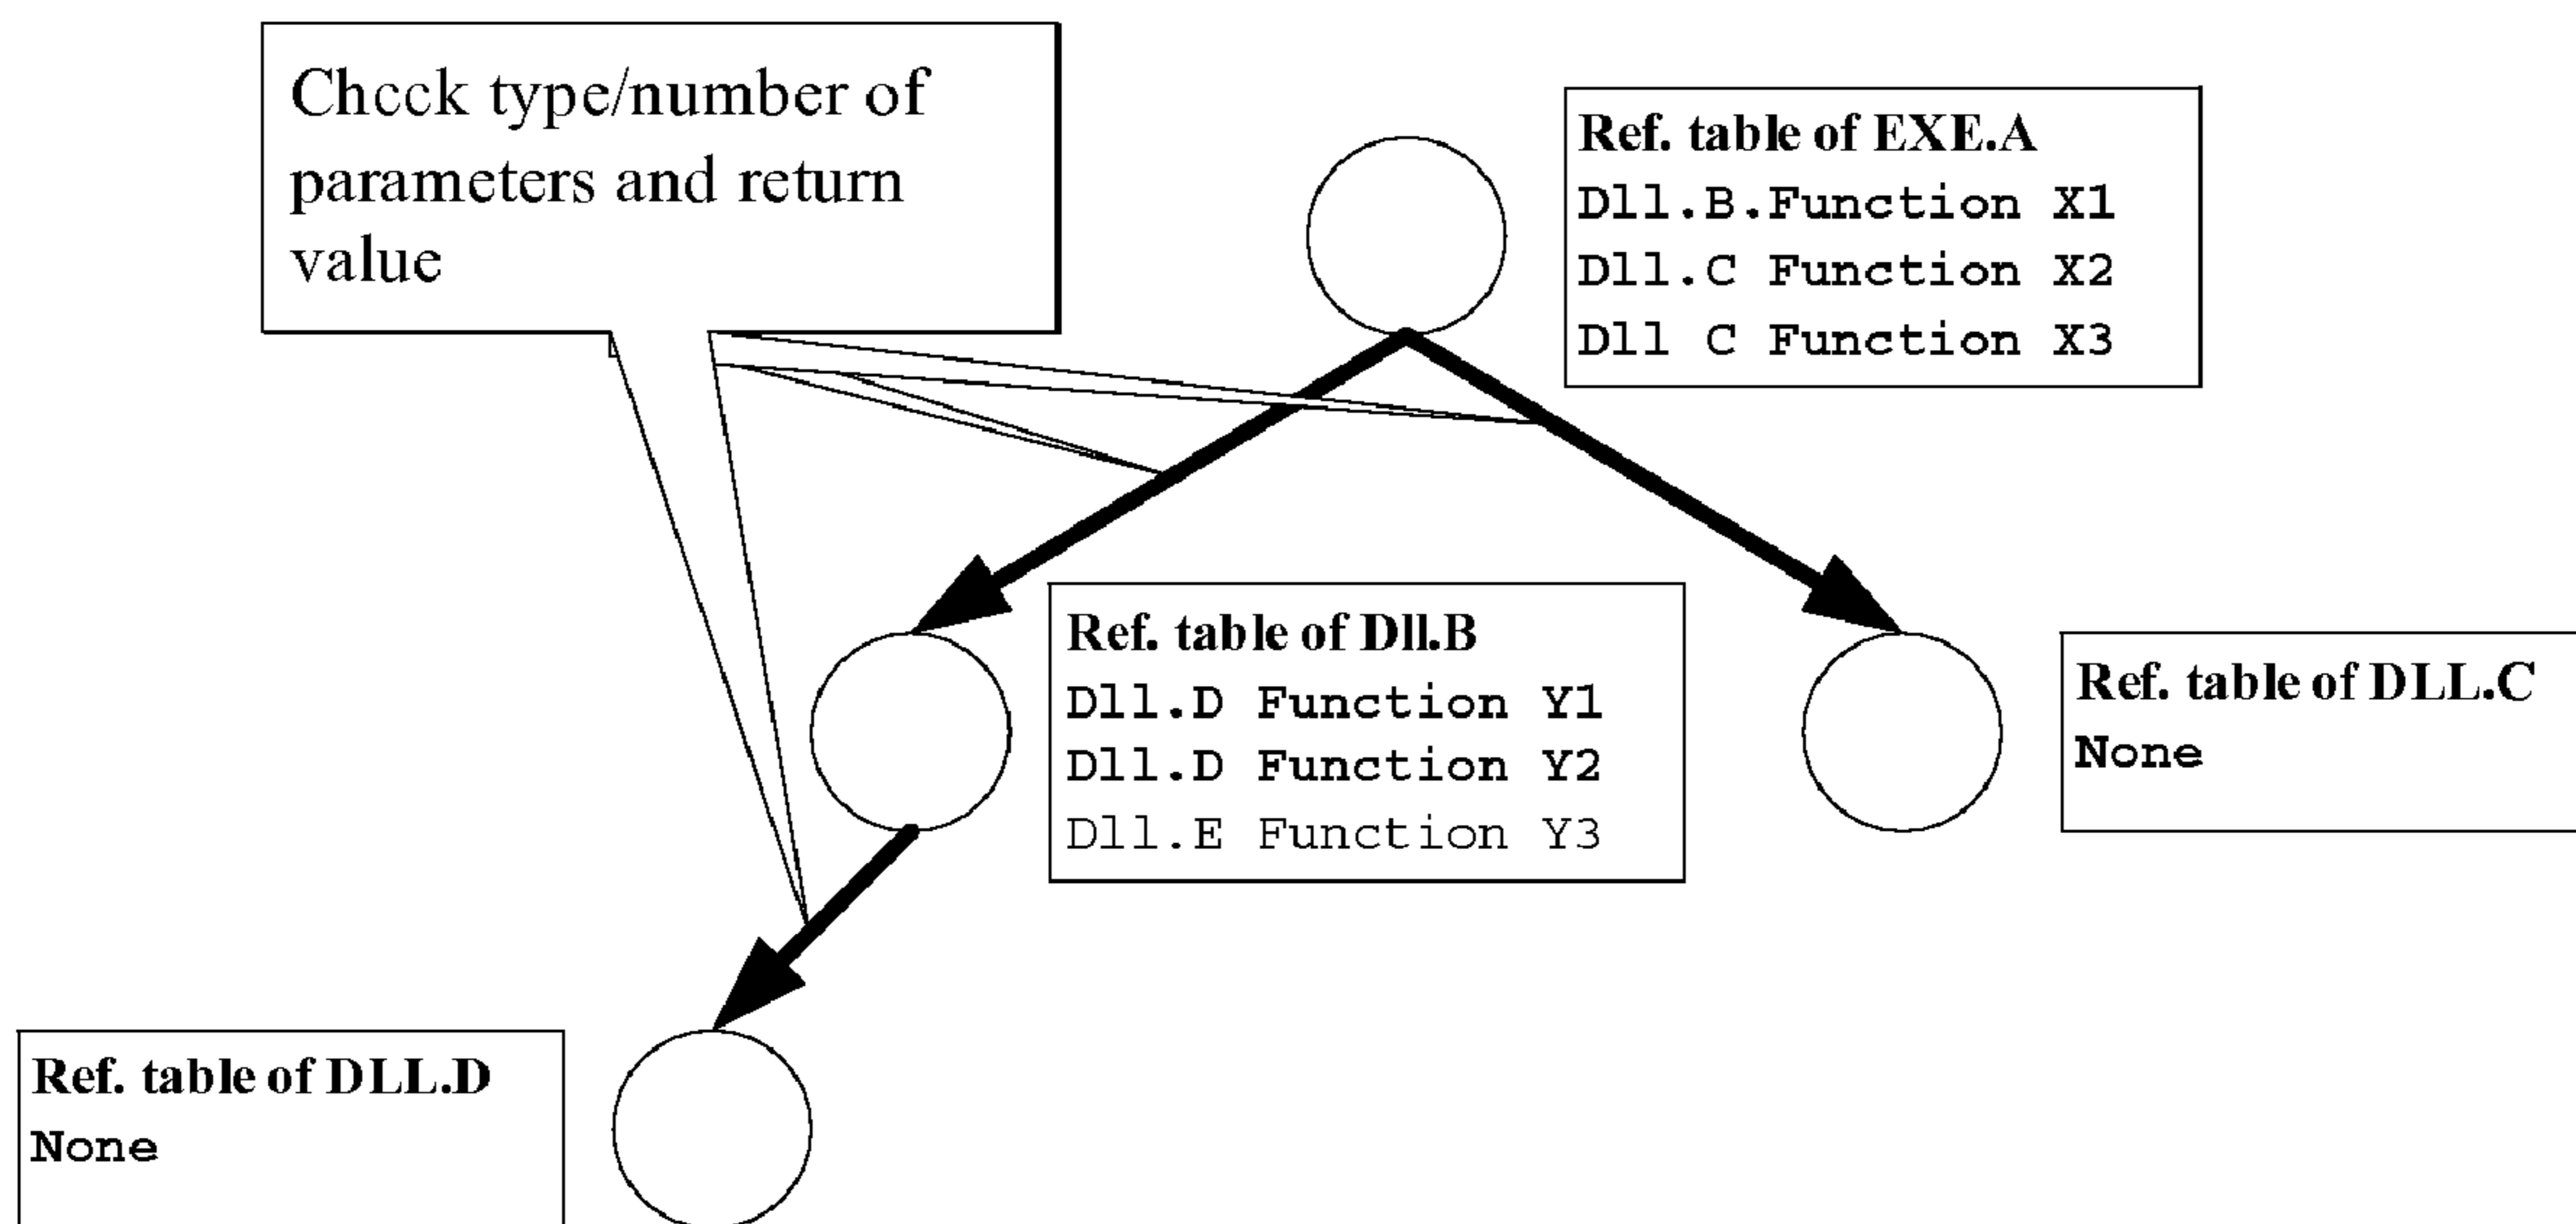 Chcck type/number of
parameters and return
value
Ref. table of EXE.A
Dll.B.Function X1
Dll.C Function X2
Dll C Function X3
Ref. table of Dll.B
Dll.D Function Y1
Dll.D Function Y2
Dll.E Function Y3
Ref. table of DLL.C
None
Ref. table of DLL.D
None